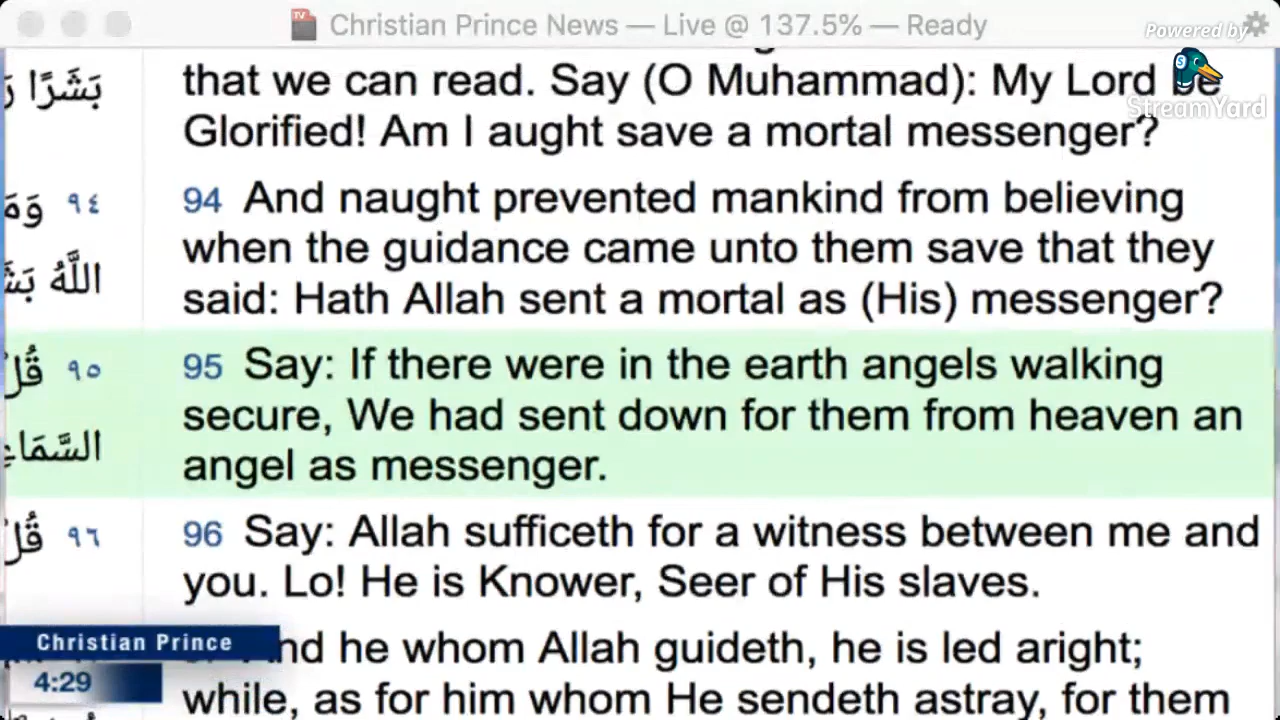 Christian Prince News — Live @ 137.5% — Ready
Powered by
StreamYard
that we can read. Say (O Muhammad): My Lord be
بَشَرًا
Glorified! Am I aught save a mortal messenger?
94 And naught prevented mankind from believing
٩٤
when the guidance came unto them save that they
اللَّهُ
said: Hath Allah sent a mortal as (His) messenger?
95 Say: If there were in the earth angels walking
٩٥ قُلْ
secure, We had sent down for them from heaven an
angel as messenger.
96 Say: Allah sufficeth for a witness between me and
٩٦ قُلْ
you. Lo! He is Knower, Seer of His slaves.
Christian Prince
he whom Allah guideth, he is led aright;
4:29
while, as for him whom He sendeth astray, for them